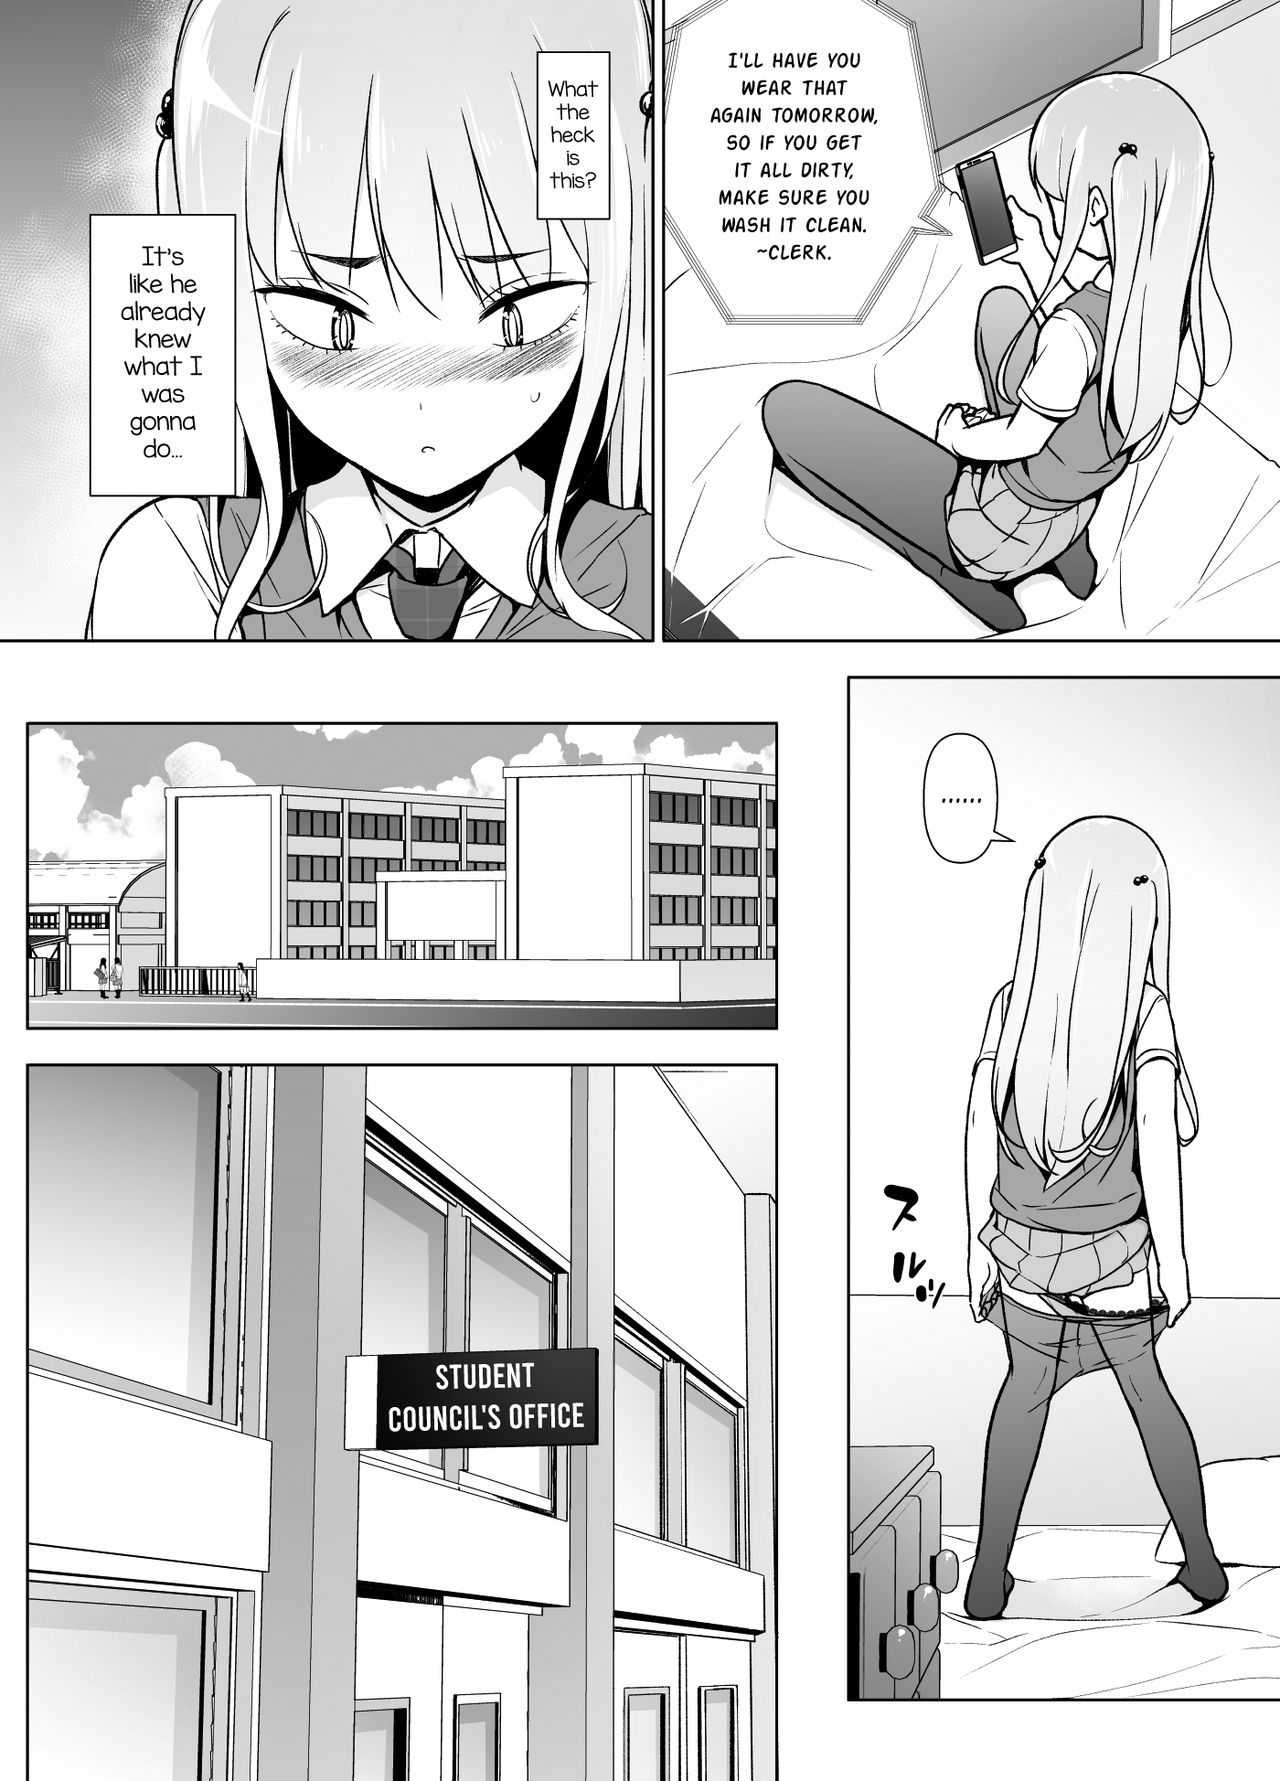 I'LL HAVE YOU
WEAR THAT
AGAIN TOMORROW,
SO IF YOU GET
IT ALL DIRTY,
MAKE SURE YOU
WASH IT CLEAN.
~CLERK.
What
the
heck
is
this?
It's
like he
already
knew
what I
was
gonna
do...
......
スルッ
STUDENT
COUNCIL'S OFFICE